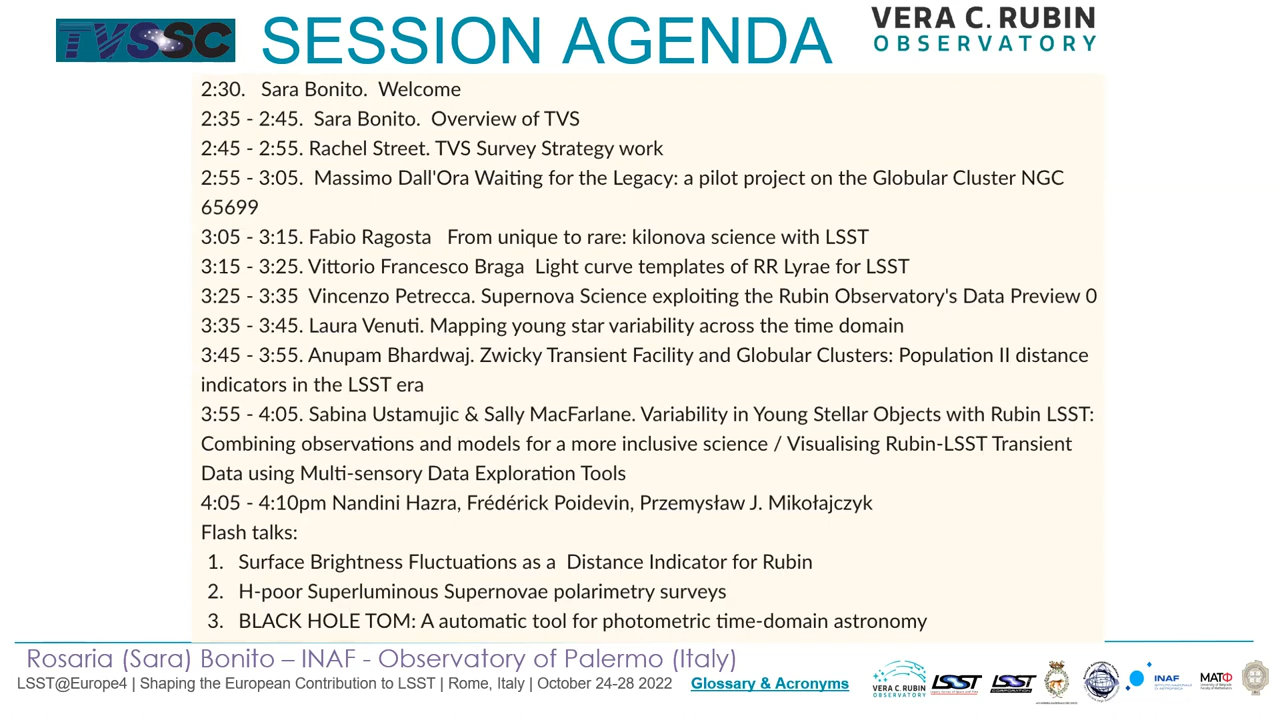 TVSSC
SESSION AGENDA
VERA C. RUBIN
OBSERVATORY
2:30. Sara Bonito. Welcome
2:35 - 2:45. Sara Bonito. Overview of TVS
2:45 - 2:55. Rachel Street. TVS Survey Strategy work
2:55 - 3:05. Massimo Dall'Ora Waiting for the Legacy: a pilot project on the Globular Cluster NGC
65699
3:05 - 3:15. Fabio Ragosta From unique to rare: kilonova science with LSST
3:15 - 3:25. Vittorio Francesco Braga Light curve templates of RR Lyrae for LSST
3:25 - 3:35 Vincenzo Petrecca. Supernova Science exploiting the Rubin Observatory's Data Preview 0
3:35 - 3:45. Laura Venuti. Mapping young star variability across the time domain
3:45 - 3:55. Anupam Bhardwaj. Zwicky Transient Facility and Globular Clusters: Population II distance
indicators in the LSST era
3:55 - 4:05. Sabina Ustamujic & Sally MacFarlane. Variability in Young Stellar Objects with Rubin LSST:
Combining observations and models for a more inclusive science / Visualising Rubin-LSST Transient
Data using Multi-sensory Data Exploration Tools
4:05 - 4:10pm Nandini Hazra, Frédérick Poidevin, Przemysław J. Mikołajczyk
Flash talks:
1. Surface Brightness Fluctuations as a Distance Indicator for Rubin
2. H-poor Superluminous Supernovae polarimetry surveys
3. BLACK HOLE TOM: A automatic tool for photometric time-domain astronomy
Rosaria (Sara) Bonito – INAF - Observatory of Palermo (Italy)
LSST@Europe4 | Shaping the European Contribution to LSST | Rome, Italy | October 24-28 2022 Glossary & Acronyms
VERA C. RUBIN
OBSERVATORY
LSST
LSST
CORPORATION
INAF
MATФ